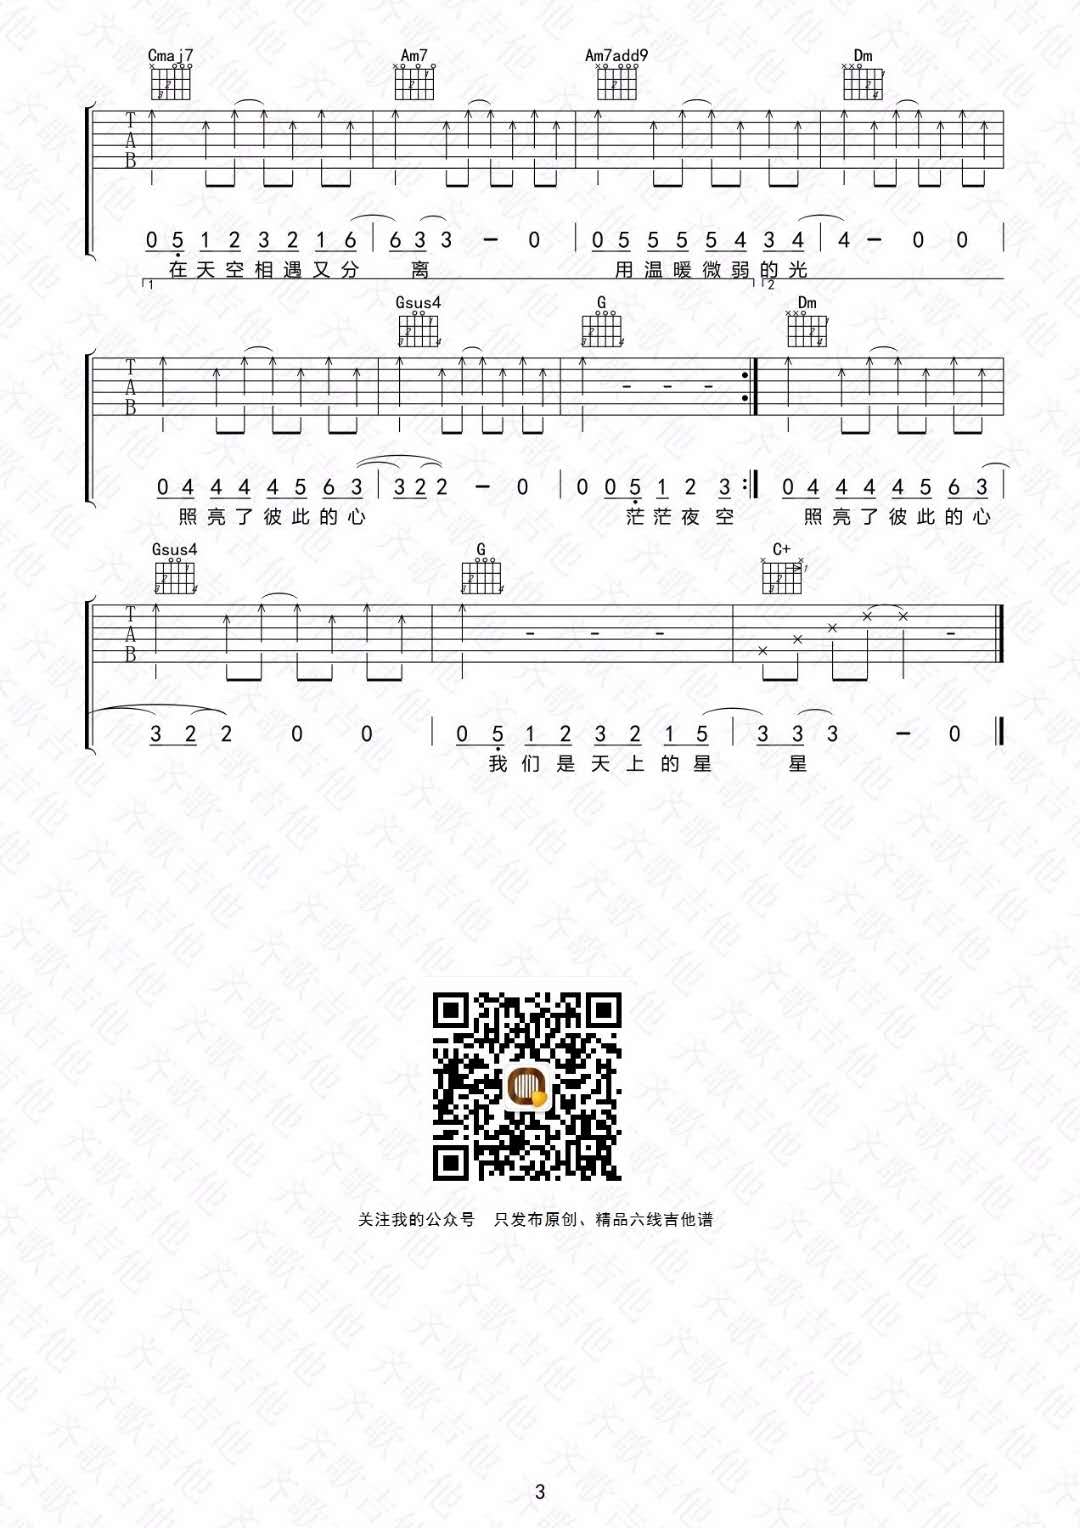 Cmaj7 Am7 Am7add9 Dm
T
A
B
0 5 1 2 3 2 1 6 6 3 3 - 0 0 5 5 5 5 4 3 4 4 - 0 0
在天空相遇又分 离 用温暖微弱的光
1 2
Gsus4 G Dm
T
A
B
0 4 4 4 4 5 6 3 3 2 2 - 0 0 0 5 1 2 3 0 4 4 4 4 5 6 3
照亮了彼此的心 茫茫夜空 照亮了彼此的心
Gsus4 G C+
T
A
B
3 2 2 0 0 0 5 1 2 3 2 1 5 3 3 3 - 0
我们是天上的星 星
关注我的公众号 只发布原创、精品六线吉他谱
3